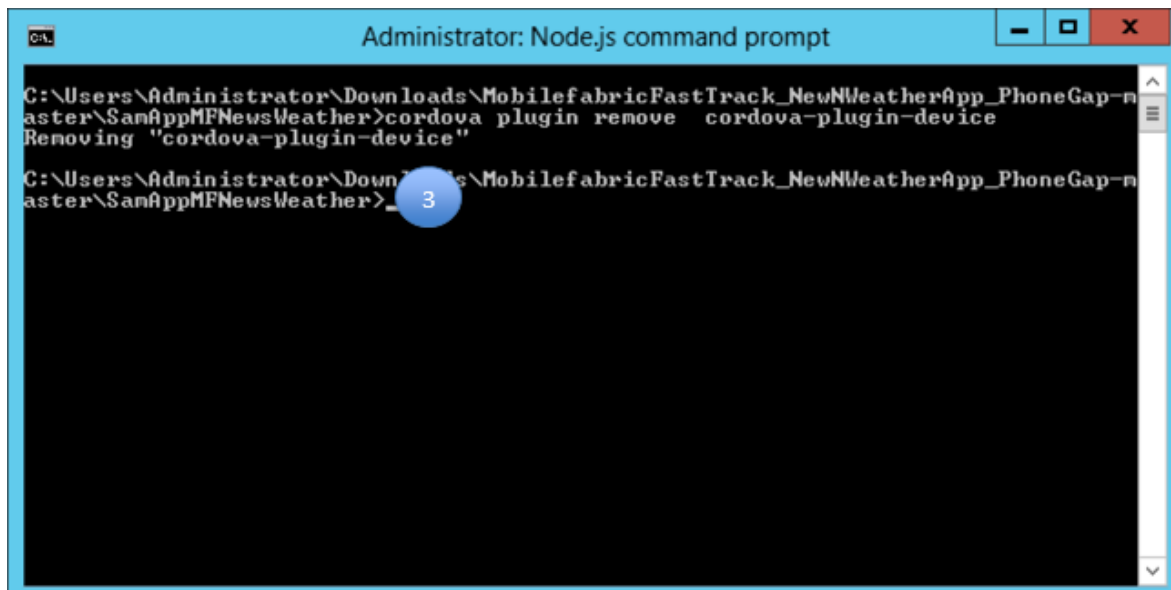 Administrator: Node.js command prompt
C:\Users\Administrator\Downloads\MobilefabricFastTrack_NewNWeatherApp_PhoneGap-m
aster\SamAppMFNewsWeather>cordova plugin remove  cordova-plugin-device
Removing "cordova-plugin-device"
C:\Users\Administrator\Down s\MobilefabricFastTrack_NewNWeatherApp_PhoneGap-m
aster\SamAppMFNewsWeather>_
3